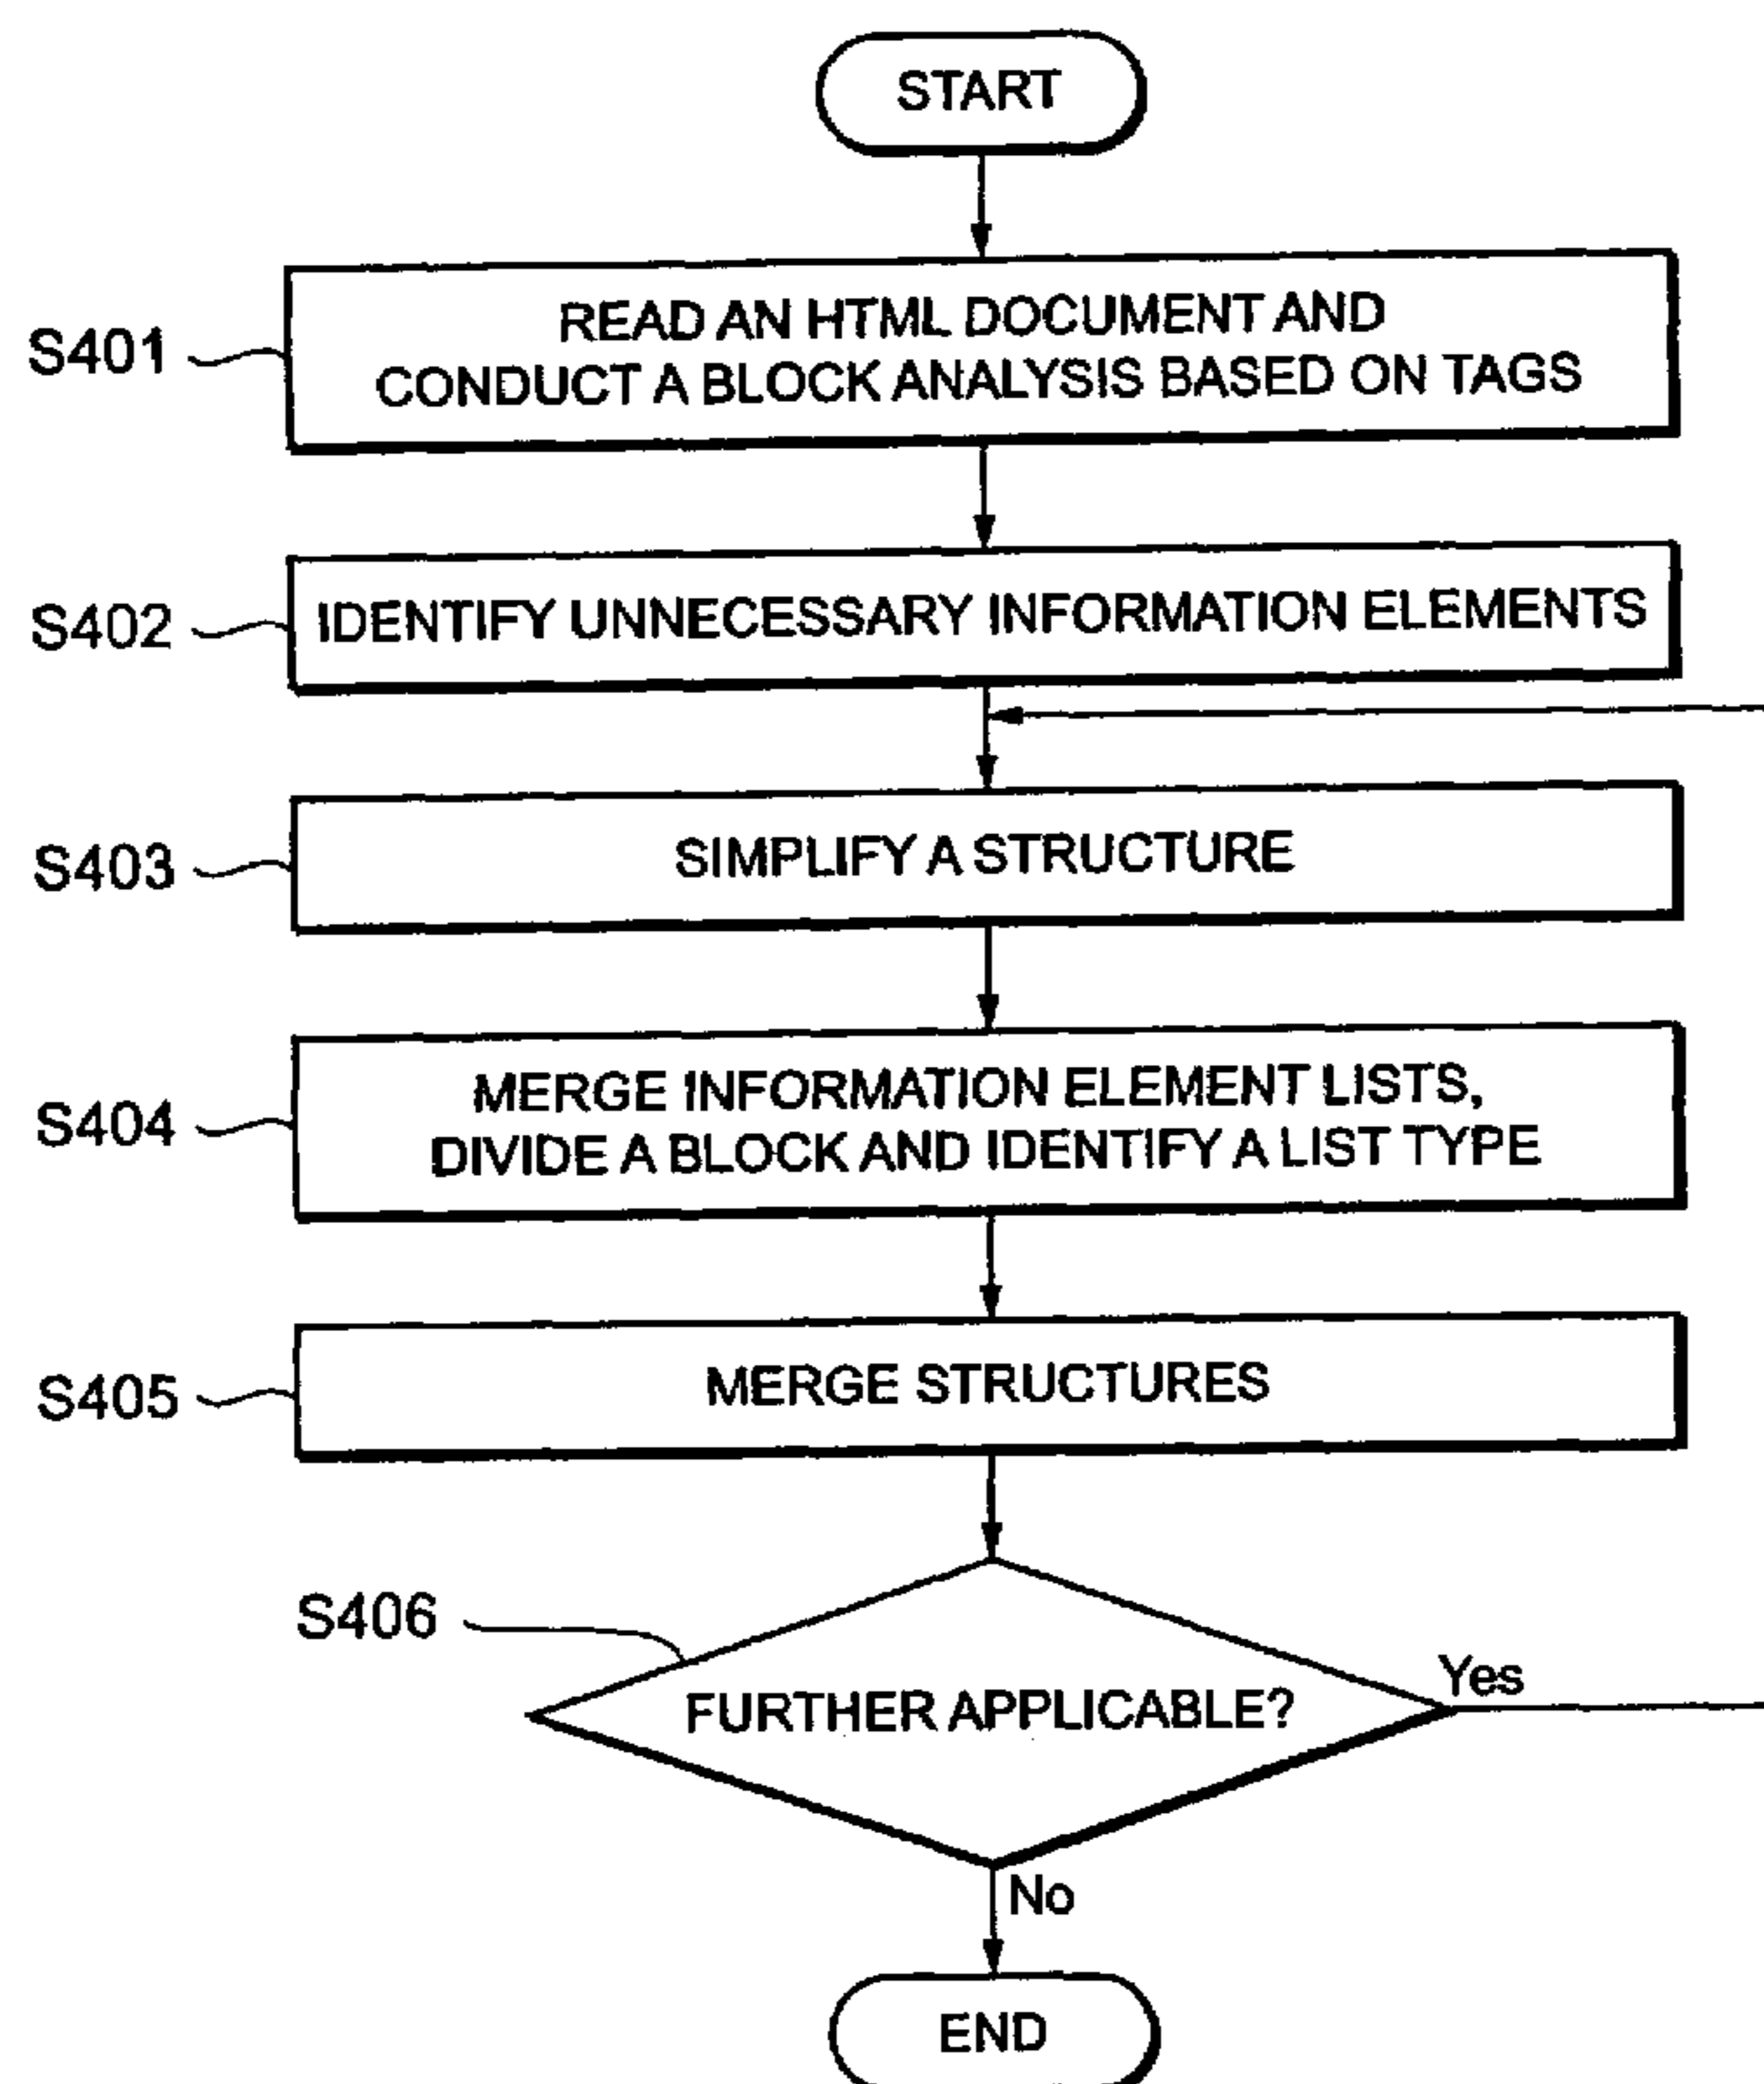 START
S401
READ AN HTML DOCUMENT AND
CONDUCT A BLOCK ANALYSIS BASED ON TAGS
S402
IDENTIFY UNNECESSARY INFORMATION ELEMENTS
S403
SIMPLIFY A STRUCTURE
S404
MERGE INFORMATION ELEMENT LISTS,
DIVIDE A BLOCK AND IDENTIFY A LIST TYPE
S405
MERGE STRUCTURES
S406
FURTHER APPLICABLE?
Yes
No
END